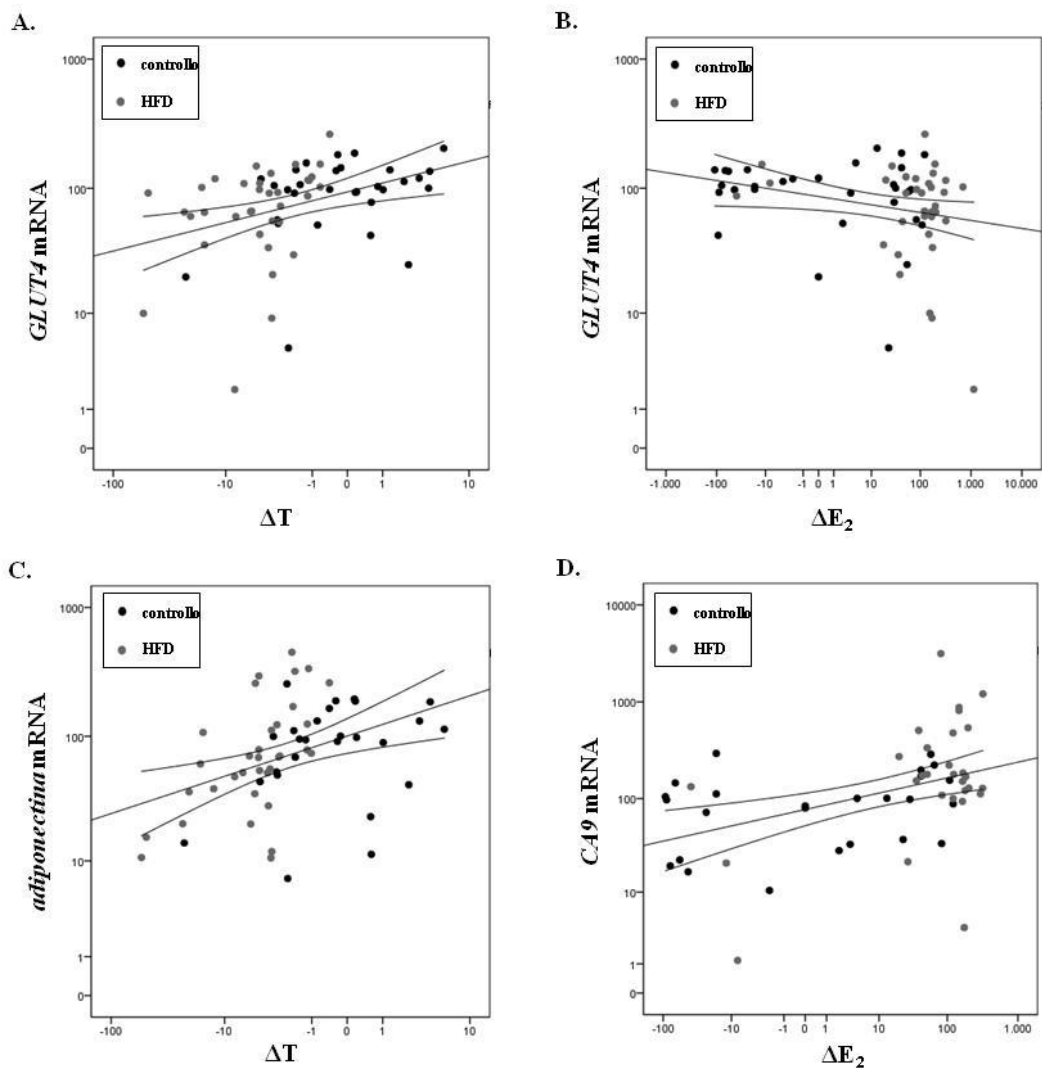 A.
1000
100
10
1
0
controllo
HFD
GLUT4 mRNA
-100 -10 -1 0 1 10
ΔT
B.
1000
100
10
1
0
controllo
HFD
GLUT4 mRNA
-1.000 -100 -10 -1 0 1 10 100 1.000 10.000
ΔE₂
C.
1000
100
10
1
0
controllo
HFD
adiponectina mRNA
-100 -10 -1 0 1 10
ΔT
D.
10000
1000
100
10
1
0
controllo
HFD
CA9 mRNA
-100 -10 0 1 10 100 1.000
ΔE₂